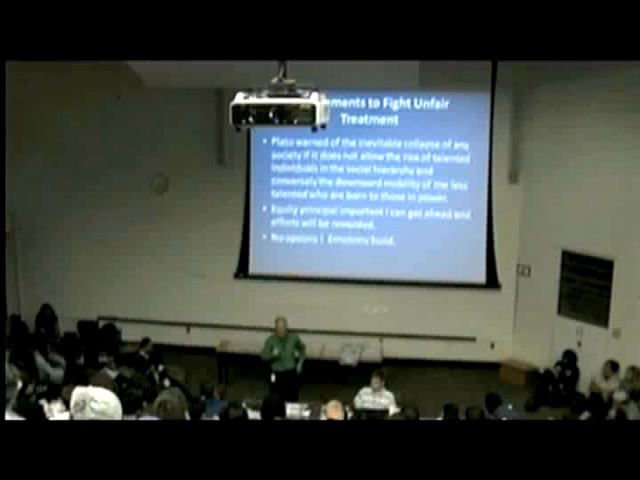 ments to Fight Unfair
Treatment
• Plato warned of the inevitable collapse of any
society if it does not allow the rise of talented
individuals in the social hierarchy and
conversely the downward mobility of the less
talented who are born to those in power.
• Equity principal important I can get ahead and
efforts will be rewarded.
• No options ! Emotions build.